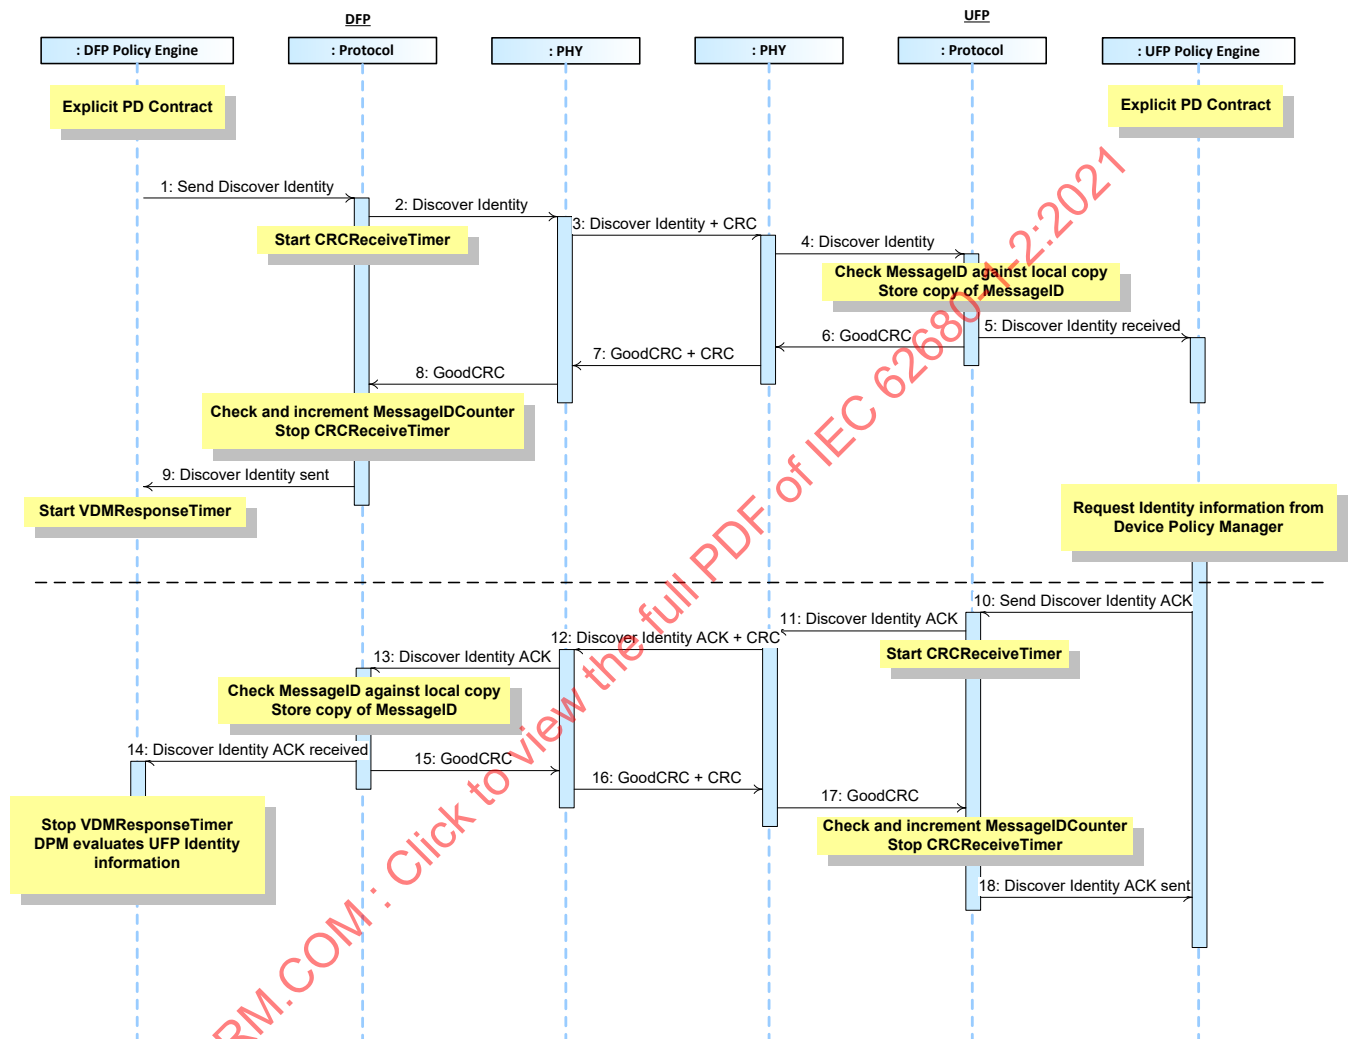 DFP
UFP
: DFP Policy Engine
: Protocol
: PHY
: PHY
: Protocol
: UFP Policy Engine
Explicit PD Contract
Explicit PD Contract
1: Send Discover Identity
2: Discover Identity
Start CRCReceiveTimer
3: Discover Identity + CRC
4: Discover Identity
Check MessageID against local copy
Store copy of MessageID
5: Discover Identity received
6: GoodCRC
7: GoodCRC + CRC
8: GoodCRC
Check and increment MessageIDCounter
Stop CRCReceiveTimer
9: Discover Identity sent
Start VDMResponseTimer
Request Identity information from
Device Policy Manager
10: Send Discover Identity ACK
11: Discover Identity ACK
Start CRCReceiveTimer
12: Discover Identity ACK + CRC
13: Discover Identity ACK
Check MessageID against local copy
Store copy of MessageID
14: Discover Identity ACK received
15: GoodCRC
16: GoodCRC + CRC
17: GoodCRC
Stop VDMResponseTimer
DPM evaluates UFP Identity
information
Check and increment MessageIDCounter
Stop CRCReceiveTimer
18: Discover Identity ACK sent
RM.COM : Click to view the full PDF of IEC 62680-1-2:2021